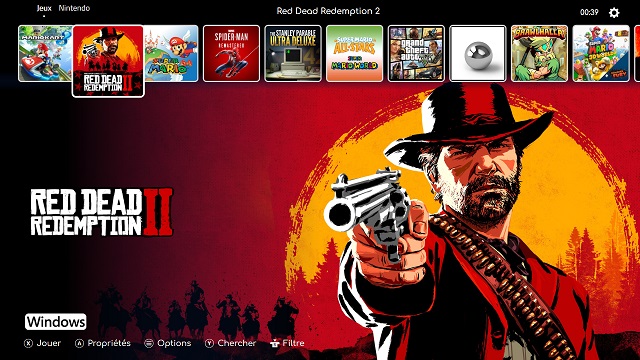 Jeux Nintendo
Red Dead Redemption 2
00:39
MARIOKART
RED DEAD
REDEMPTION II
SUPER MARIO
SPIDER-MAN
REMASTERED
THE STANLEY PARABLE
ULTRA DELUXE
SUPER MARIO
ALL-STARS
SUPER
MARIO WORLD
grand
theft
auto
BRAWLHALLA
SUPER
MARIO
3D WORLD
FURY
RED DEAD
REDEMPTION II
Windows
A Jouer
X Propriétés
Options
Y Chercher
Filtre